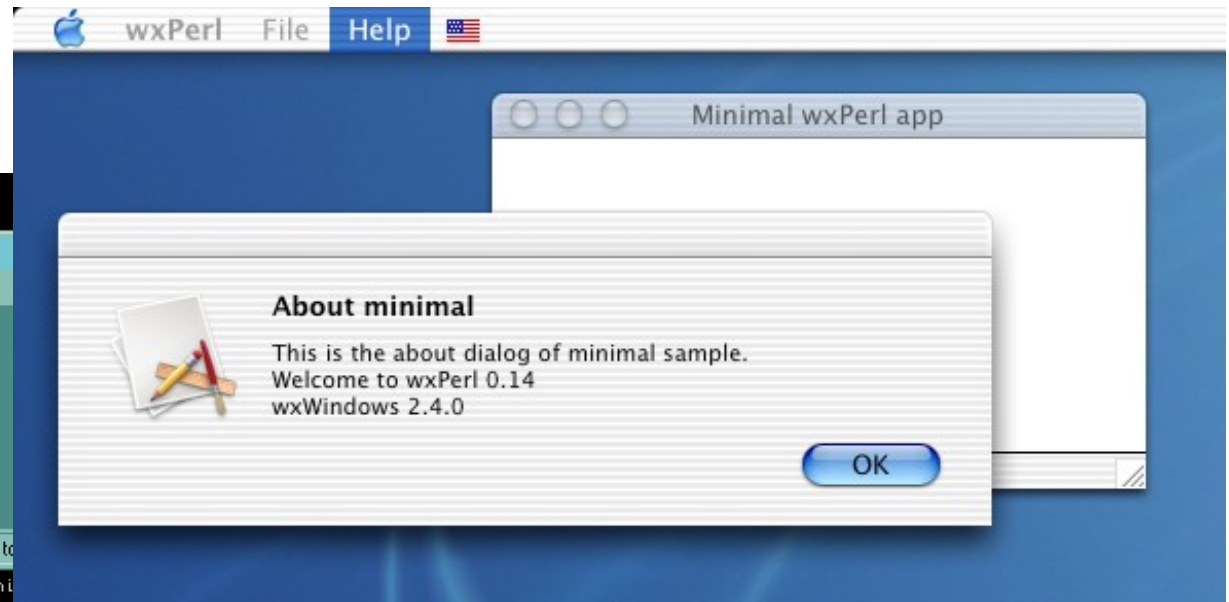 wxPerl File Help
Minimal wxPerl app
About minimal
This is the about dialog of minimal sample.
Welcome to wxPerl 0.14
wxWindows 2.4.0
OK